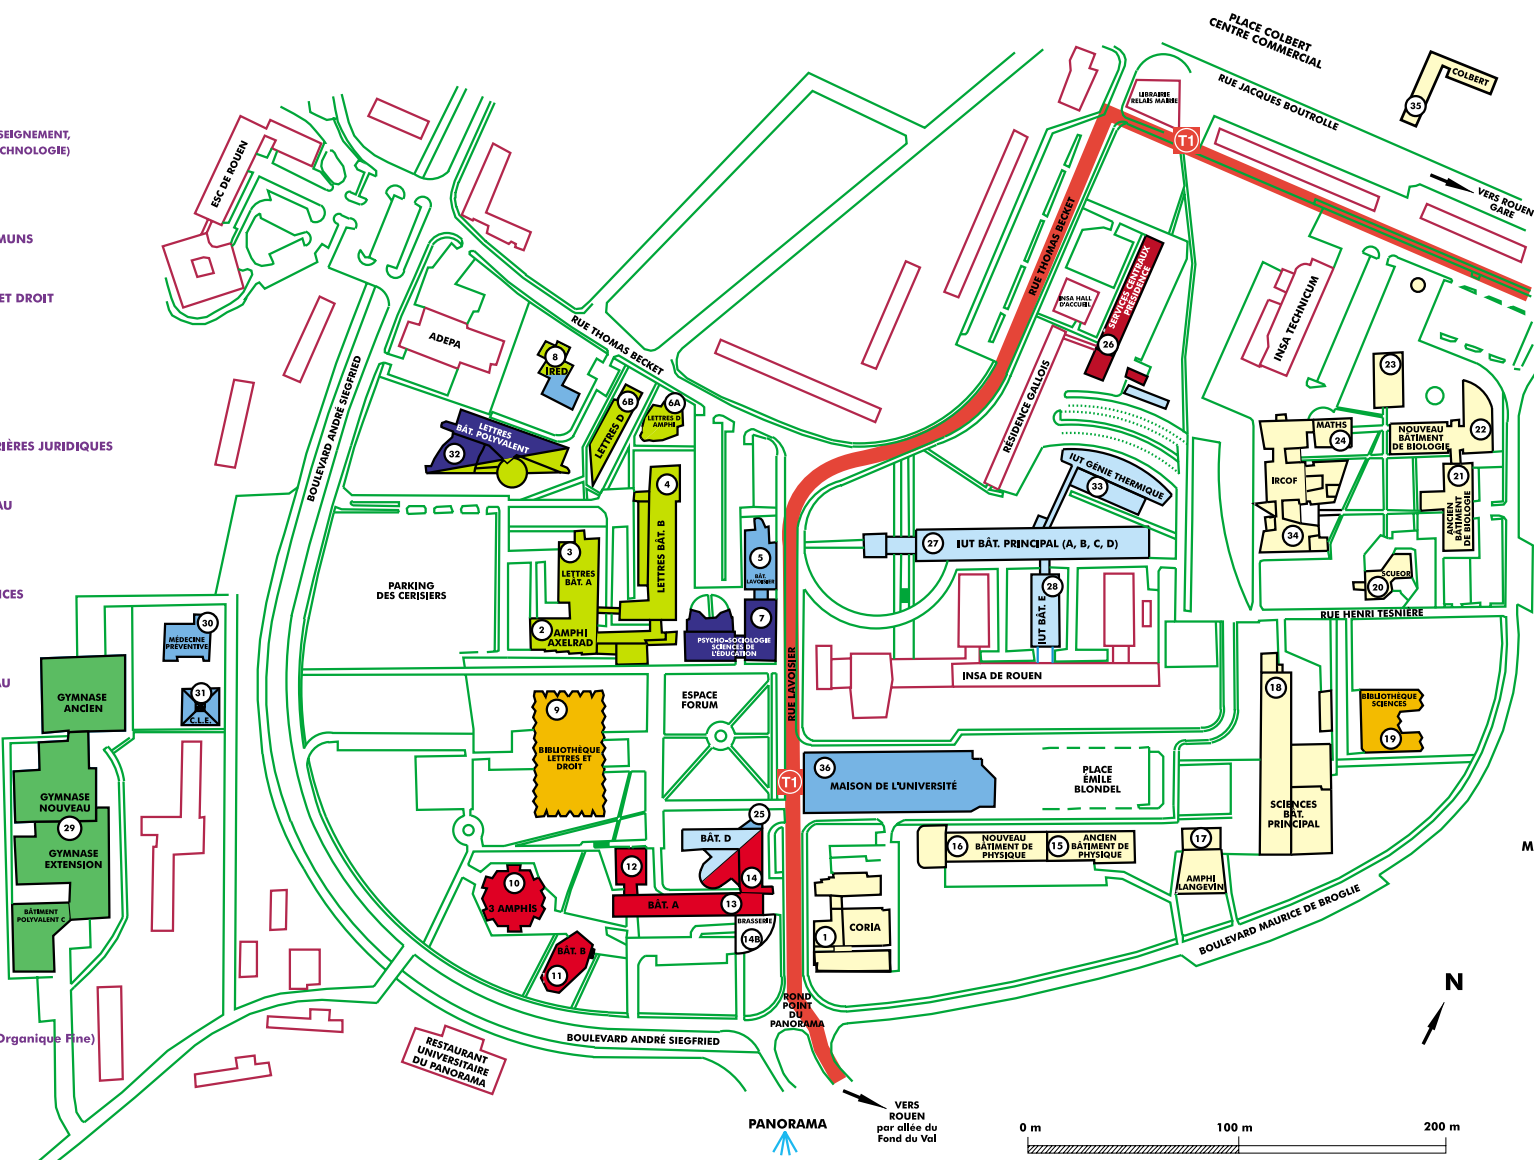 PLACE COLBERT
CENTRE COMMERCIAL
RUE JACQUES BOUTROLLE
COLBERT
35
LIBRAIRIE
RELAIS MAIRIE
T1
VERS ROUEN
GARE
SEIGNEMENT,
CHNOLOGIE)
MUNS
ET DROIT
RIÈRES JURIDIQUES
AU
NCES
AU
Organique Fine)
M
ESC DE ROUEN
ADEPA
RUE THOMAS BECKET
RUE THOMAS BECKET
INSA HALL
D'ACCUEIL
SERVICES CENTRAUX
PRÉSIDENCE
26
INSA TECHNICUM
RÉSIDENCE GALLOIS
BOULEVARD ANDRÉ SIEGFRIED
8
IRED
6B
LETTRES D
6A
LETTRES D
AMPHI
LETTRES
BÂT. POLYVALENT
32
23
MATHS
24
NOUVEAU
BÂTIMENT
DE BIOLOGIE
22
IRCOF
34
21
ANCIEN
BÂTIMENT
DE BIOLOGIE
SCUEOR
20
RUE HENRI TESNIÈRE
IUT GÉNIE THERMIQUE
33
27
IUT BÂT. PRINCIPAL (A, B, C, D)
28
IUT BÂT. E
INSA DE ROUEN
4
LETTRES BÂT. B
3
LETTRES
BÂT. A
2
AMPHI
AXELRAD
5
BÂT.
LAVOISIER
7
PSYCHO-SOCIOLOGIE
SCIENCES DE
L'ÉDUCATION
PARKING
DES CERISIERS
30
MÉDECINE
PRÉVENTIVE
31
C.L.E.
GYMNASE
ANCIEN
GYMNASE
NOUVEAU
29
GYMNASE
EXTENSION
BÂTIMENT
POLYVALENT C
9
BIBLIOTHÈQUE
LETTRES ET
DROIT
ESPACE
FORUM
RUE LAVOISIER
T1
36
MAISON DE L'UNIVERSITÉ
PLACE
ÉMILE
BLONDEL
18
SCIENCES
BÂT.
PRINCIPAL
BIBLIOTHÈQUE
SCIENCES
19
25
BÂT. D
14
12
13
BÂT. A
10
3 AMPHIS
BÂT. B
11
BRASSERIE
14B
16
NOUVEAU
BÂTIMENT DE
PHYSIQUE
15
ANCIEN
BÂTIMENT DE
PHYSIQUE
17
AMPHI
LANGEVIN
1
CORIA
BOULEVARD MAURICE DE BROGLIE
ROND
POINT
DU
PANORAMA
BOULEVARD ANDRÉ SIEGFRIED
RESTAURANT
UNIVERSITAIRE
DU PANORAMA
PANORAMA
VERS
ROUEN
par allée du
Fond du Val
N
0 m 100 m 200 m